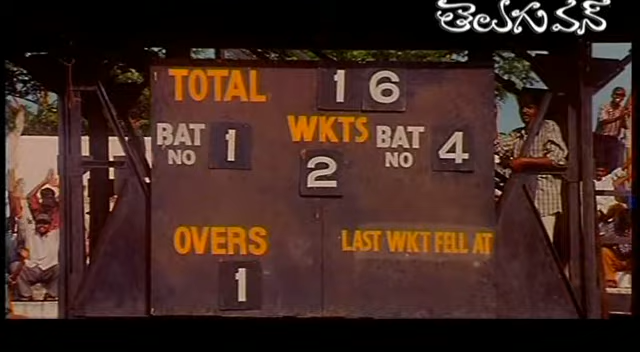 తెలుగువన్
TOTAL 16
BAT NO 1 WKTS 2 BAT NO 4
OVERS 1 LAST WKT FELL AT